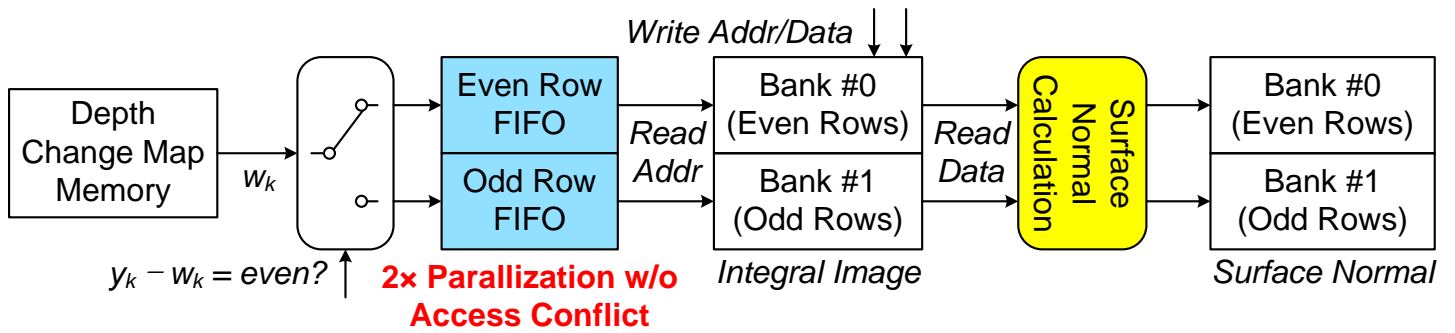 Write Addr/Data
Depth
Change Map
Memory
w_k
y_k − w_k = even?
Even Row
FIFO
Odd Row
FIFO
2× Parallization w/o
Access Conflict
Read
Addr
Bank #0
(Even Rows)
Bank #1
(Odd Rows)
Integral Image
Read
Data
Surface
Normal
Calculation
Bank #0
(Even Rows)
Bank #1
(Odd Rows)
Surface Normal